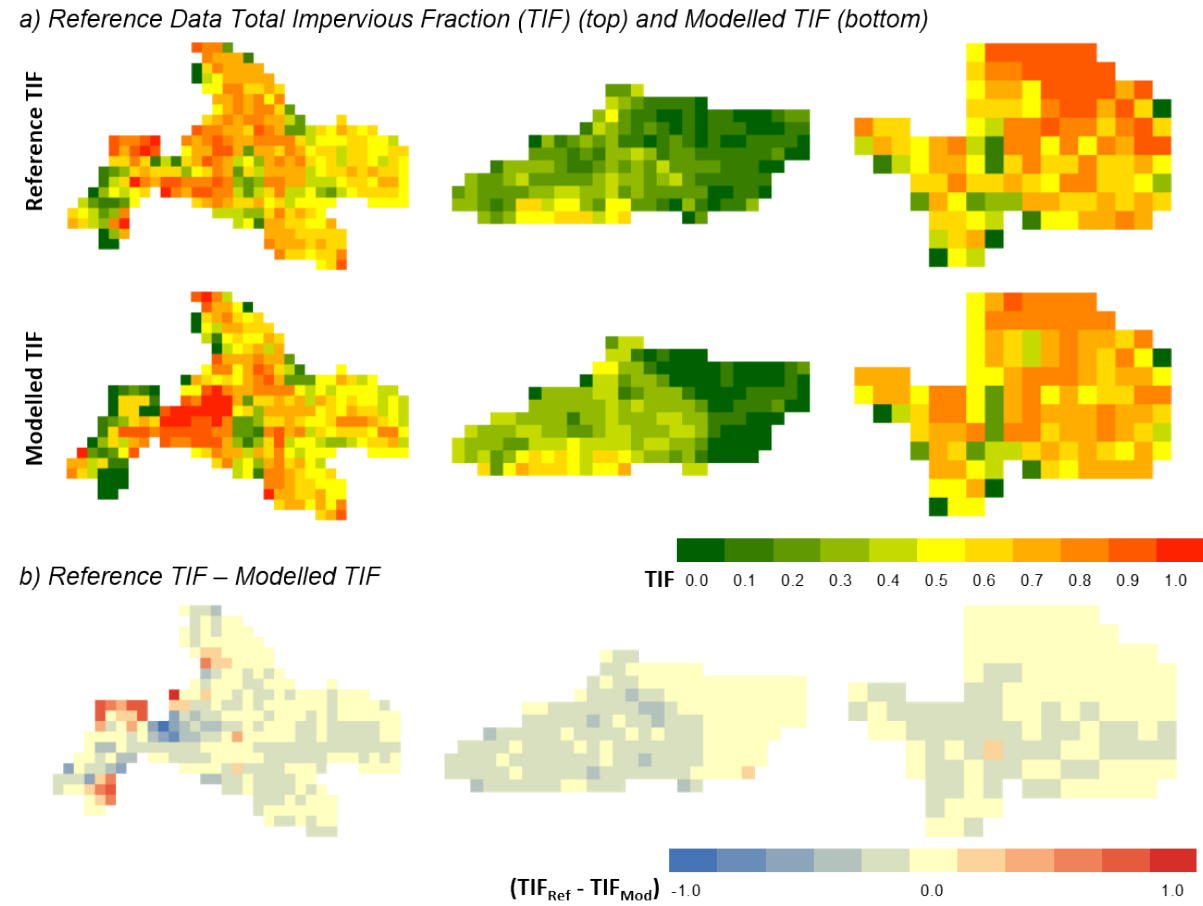 a) Reference Data Total Impervious Fraction (TIF) (top) and Modelled TIF (bottom)
Reference TIF
Modelled TIF
TIF 0.0 0.1 0.2 0.3 0.4 0.5 0.6 0.7 0.8 0.9 1.0
b) Reference TIF – Modelled TIF
(TIFRef - TIFMod) -1.0 0.0 1.0